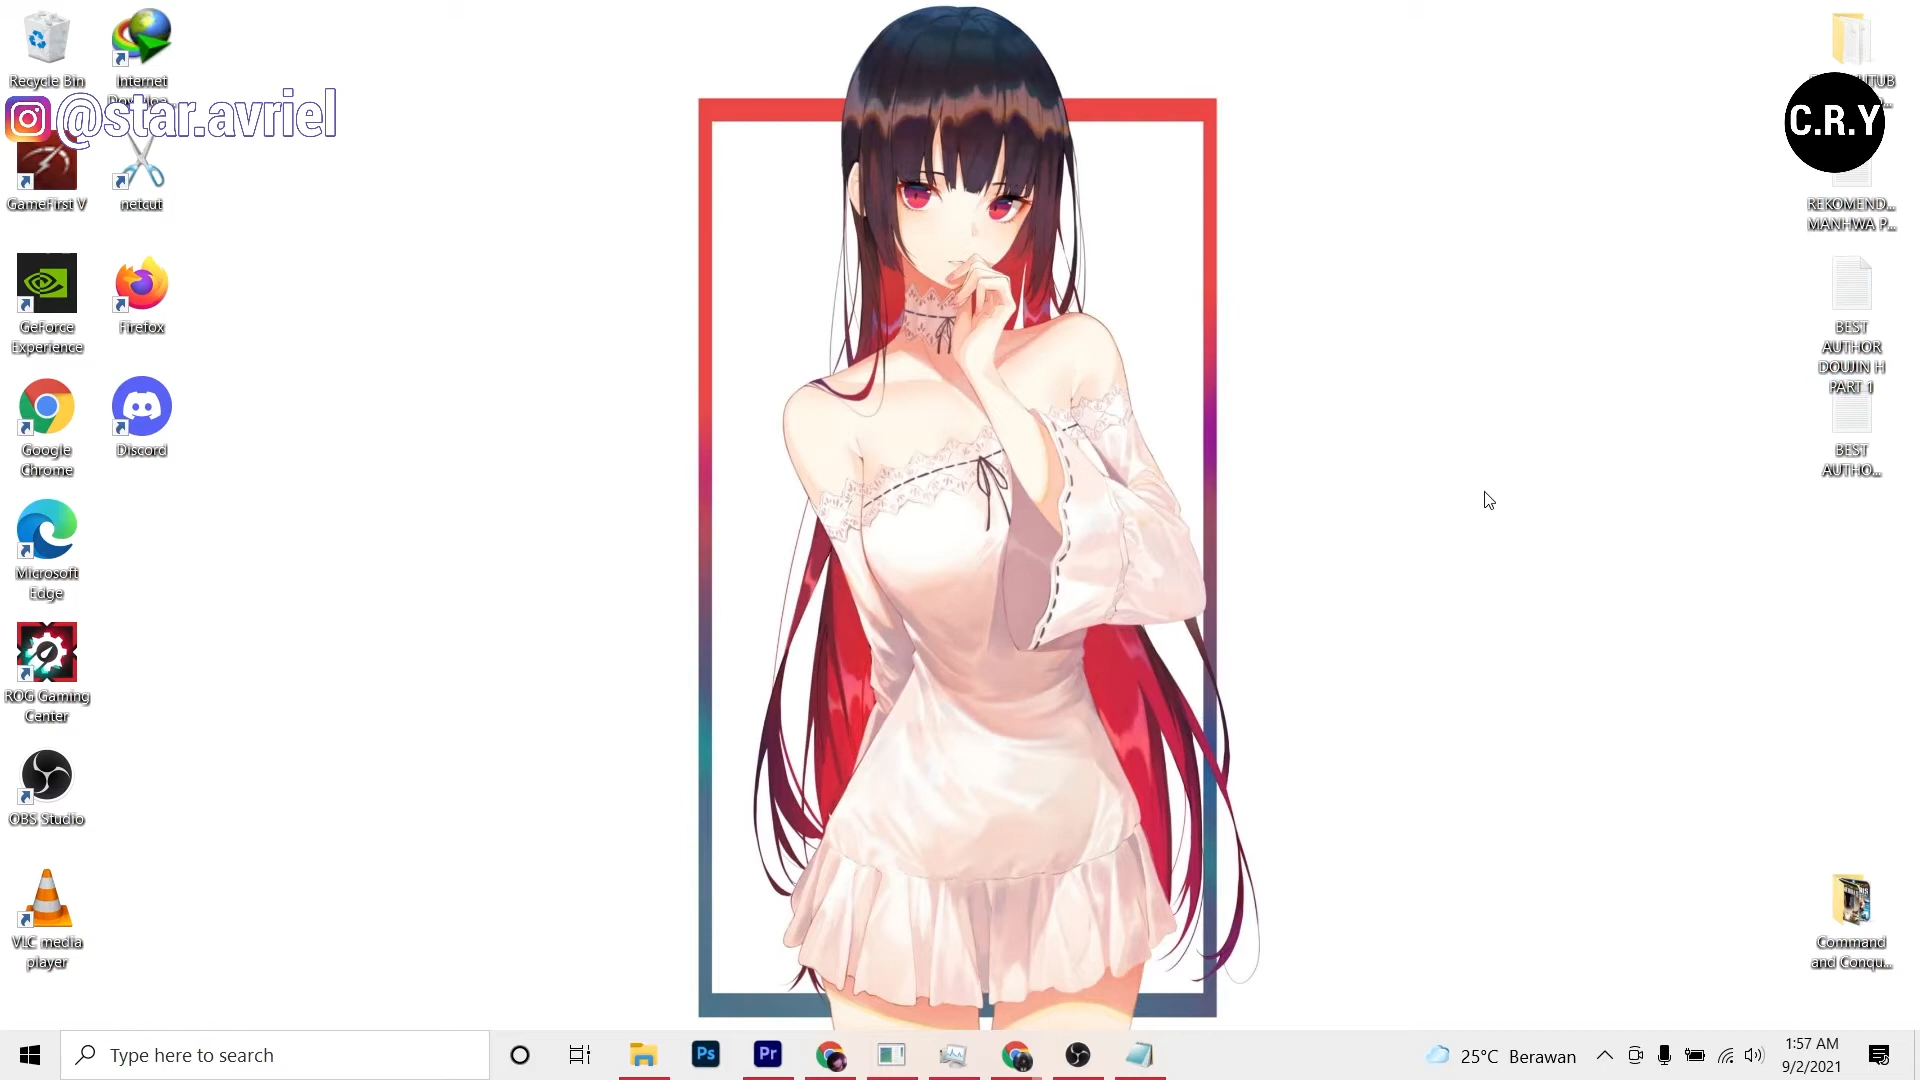 Recycle Bin
Internet
@star.avriel
GameFirst V
netcut
GeForce
Experience
Firefox
Google
Chrome
Discord
Microsoft
Edge
ROG Gaming
Center
OBS Studio
VLC media
player
C.R.Y
REKOMEND...
MANHWA P...
BEST
AUTHOR
DOUJIN H
PART 1
BEST
AUTHO...
Command
and Conqu...
Type here to search
Ps
Pr
25°C Berawan
1:57 AM
9/2/2021